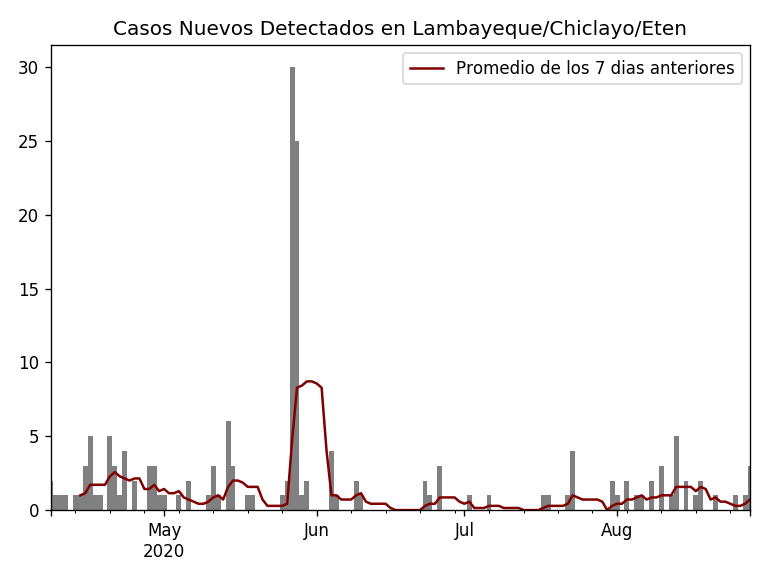 Casos Nuevos Detectados en Lambayeque/Chiclayo/Eten
Promedio de los 7 dias anteriores
30
25
20
15
10
5
0
May
2020
Jun
Jul
Aug